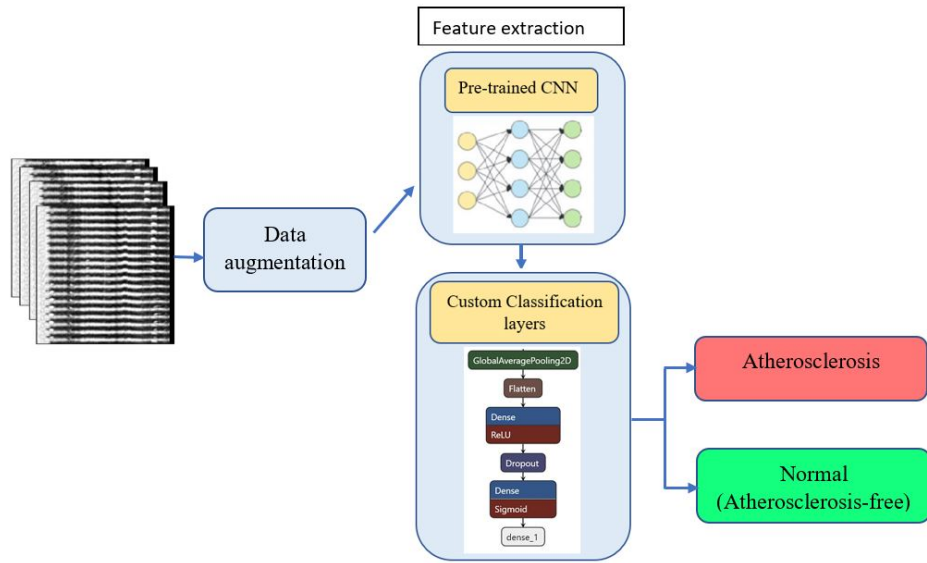 Feature extraction
Pre-trained CNN
Data
augmentation
Custom Classification
layers
GlobalAveragePooling2D
Flatten
Dense
ReLU
Dropout
Dense
Sigmoid
dense_1
Atherosclerosis
Normal
(Atherosclerosis-free)